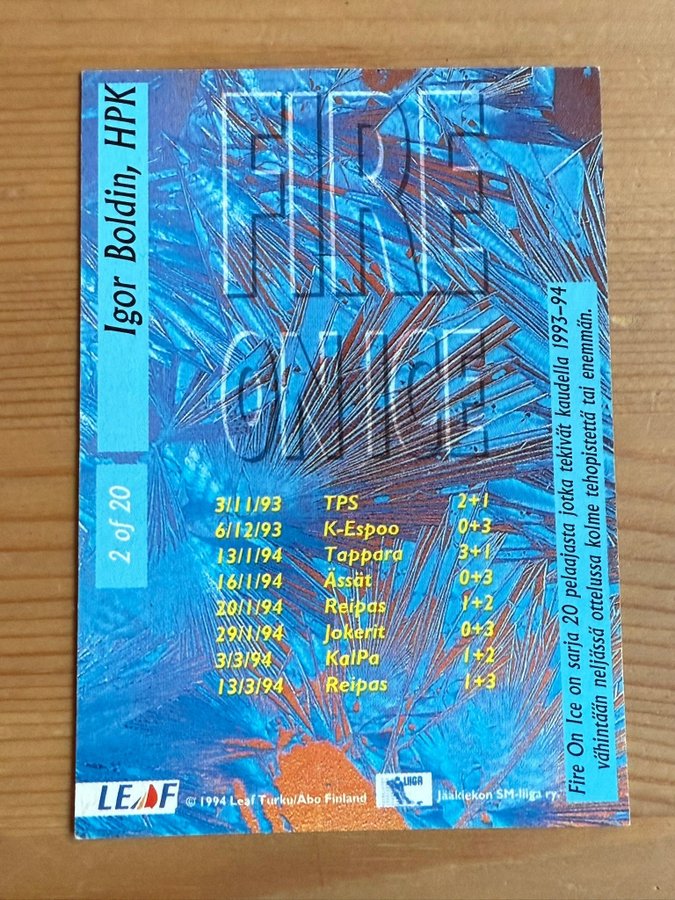 Igor Boldin, HPK
2 of 20
FIRE
ON ICE
3/11/93 TPS 2+1
6/12/93 K-Espoo 0+3
13/1/94 Tappara 3+1
16/1/94 Ässät 0+3
20/1/94 Reipas 1+2
29/1/94 Jokerit 0+3
3/3/94 KalPa 1+2
13/3/94 Reipas 1+3
Fire On Ice on sarja 20 pelaajasta jotka tekivät kaudella 1993-94
vähintään neljässä ottelussa kolme tehopistettä tai enemmän.
LEAF © 1994 Leaf Turku/Åbo Finland LIIGA Jääkiekon SM-liiga ry.